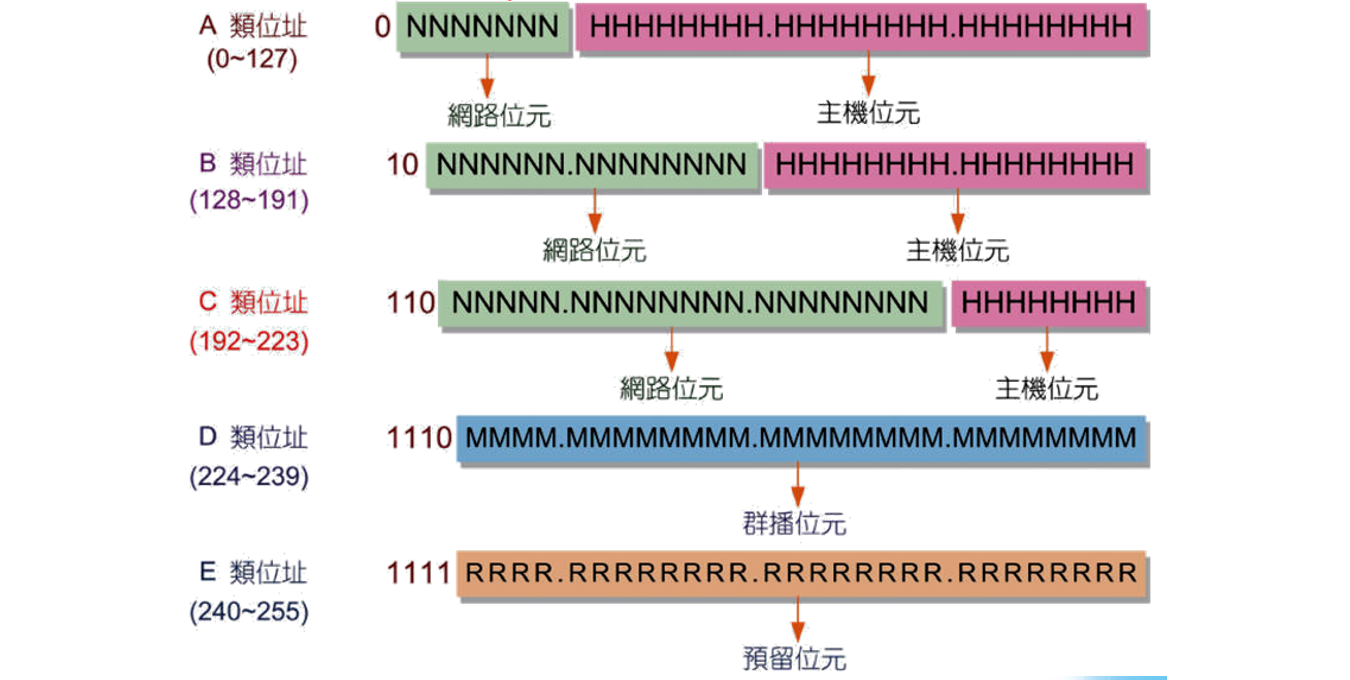 A 類位址 0 NNNNNNN HHHHHHHH.HHHHHHHH.HHHHHHHH
(0~127)
網路位元 主機位元
B 類位址 10 NNNNNN.NNNNNNNN HHHHHHHH.HHHHHHHH
(128~191)
網路位元 主機位元
C 類位址 110 NNNNN.NNNNNNNN.NNNNNNNN HHHHHHHH
(192~223)
網路位元 主機位元
D 類位址 1110 MMMM.MMMMMMMM.MMMMMMMM.MMMMMMMM
(224~239)
群播位元
E 類位址 1111 RRRR.RRRRRRRR.RRRRRRRR.RRRRRRRR
(240~255)
預留位元